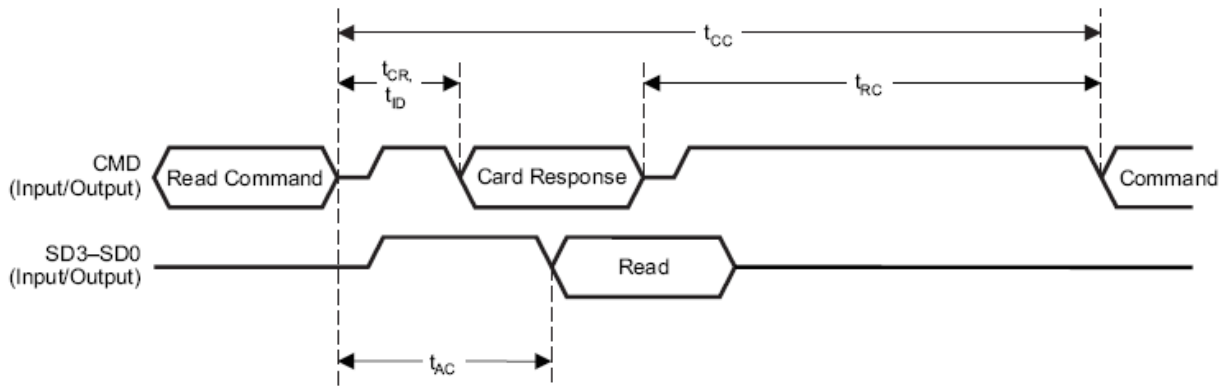 tCC
tCR,
tID
tRC
CMD
(Input/Output)
Read Command
Card Response
Command
SD3–SD0
(Input/Output)
Read
tAC